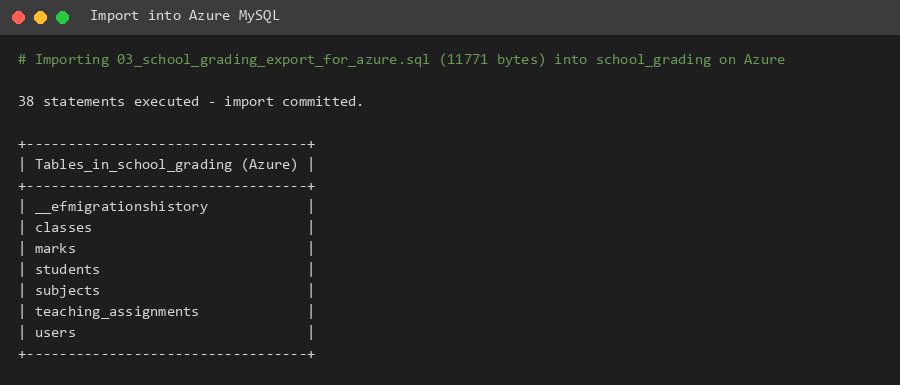 Import into Azure MySQL
# Importing 03_school_grading_export_for_azure.sql (11771 bytes) into school_grading on Azure
38 statements executed - import committed.
+---------------------------------+
| Tables_in_school_grading (Azure) |
+---------------------------------+
| __efmigrationshistory            |
| classes                          |
| marks                            |
| students                         |
| subjects                         |
| teaching_assignments             |
| users                            |
+---------------------------------+